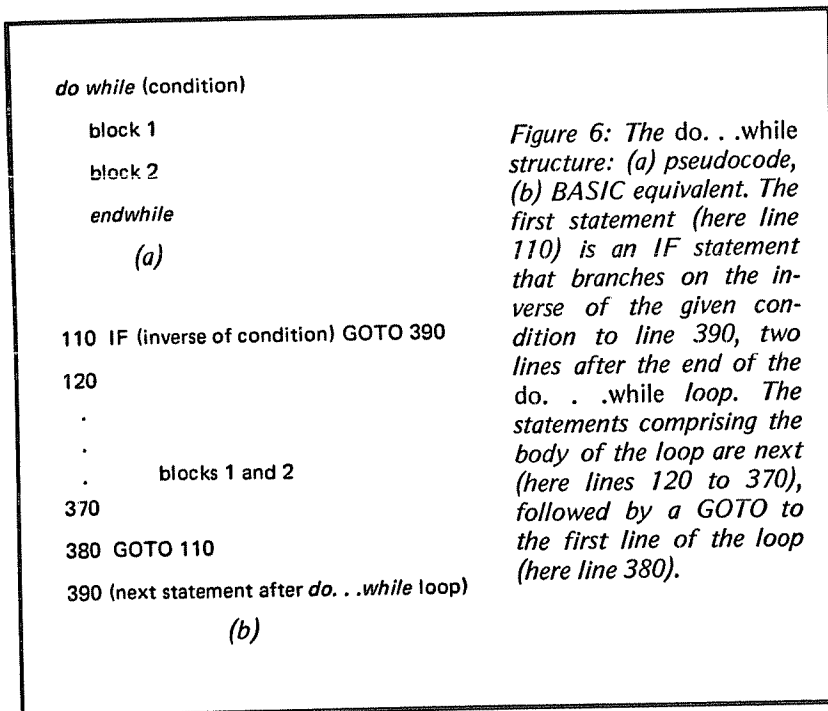 do while (condition)
block 1
block 2
endwhile
(a)
110 IF (inverse of condition) GOTO 390
120
.
.
. blocks 1 and 2
370
380 GOTO 110
390 (next statement after do. . .while loop)
(b)
Figure 6: The do. . .while
structure: (a) pseudocode,
(b) BASIC equivalent. The
first statement (here line
110) is an IF statement
that branches on the in-
verse of the given con-
dition to line 390, two
lines after the end of the
do. . .while loop. The
statements comprising the
body of the loop are next
(here lines 120 to 370),
followed by a GOTO to
the first line of the loop
(here line 380).